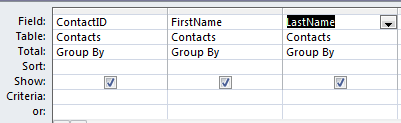 Field: ContactID FirstName LastName
Table: Contacts Contacts Contacts
Total: Group By Group By Group By
Sort:
Show:
Criteria:
or: